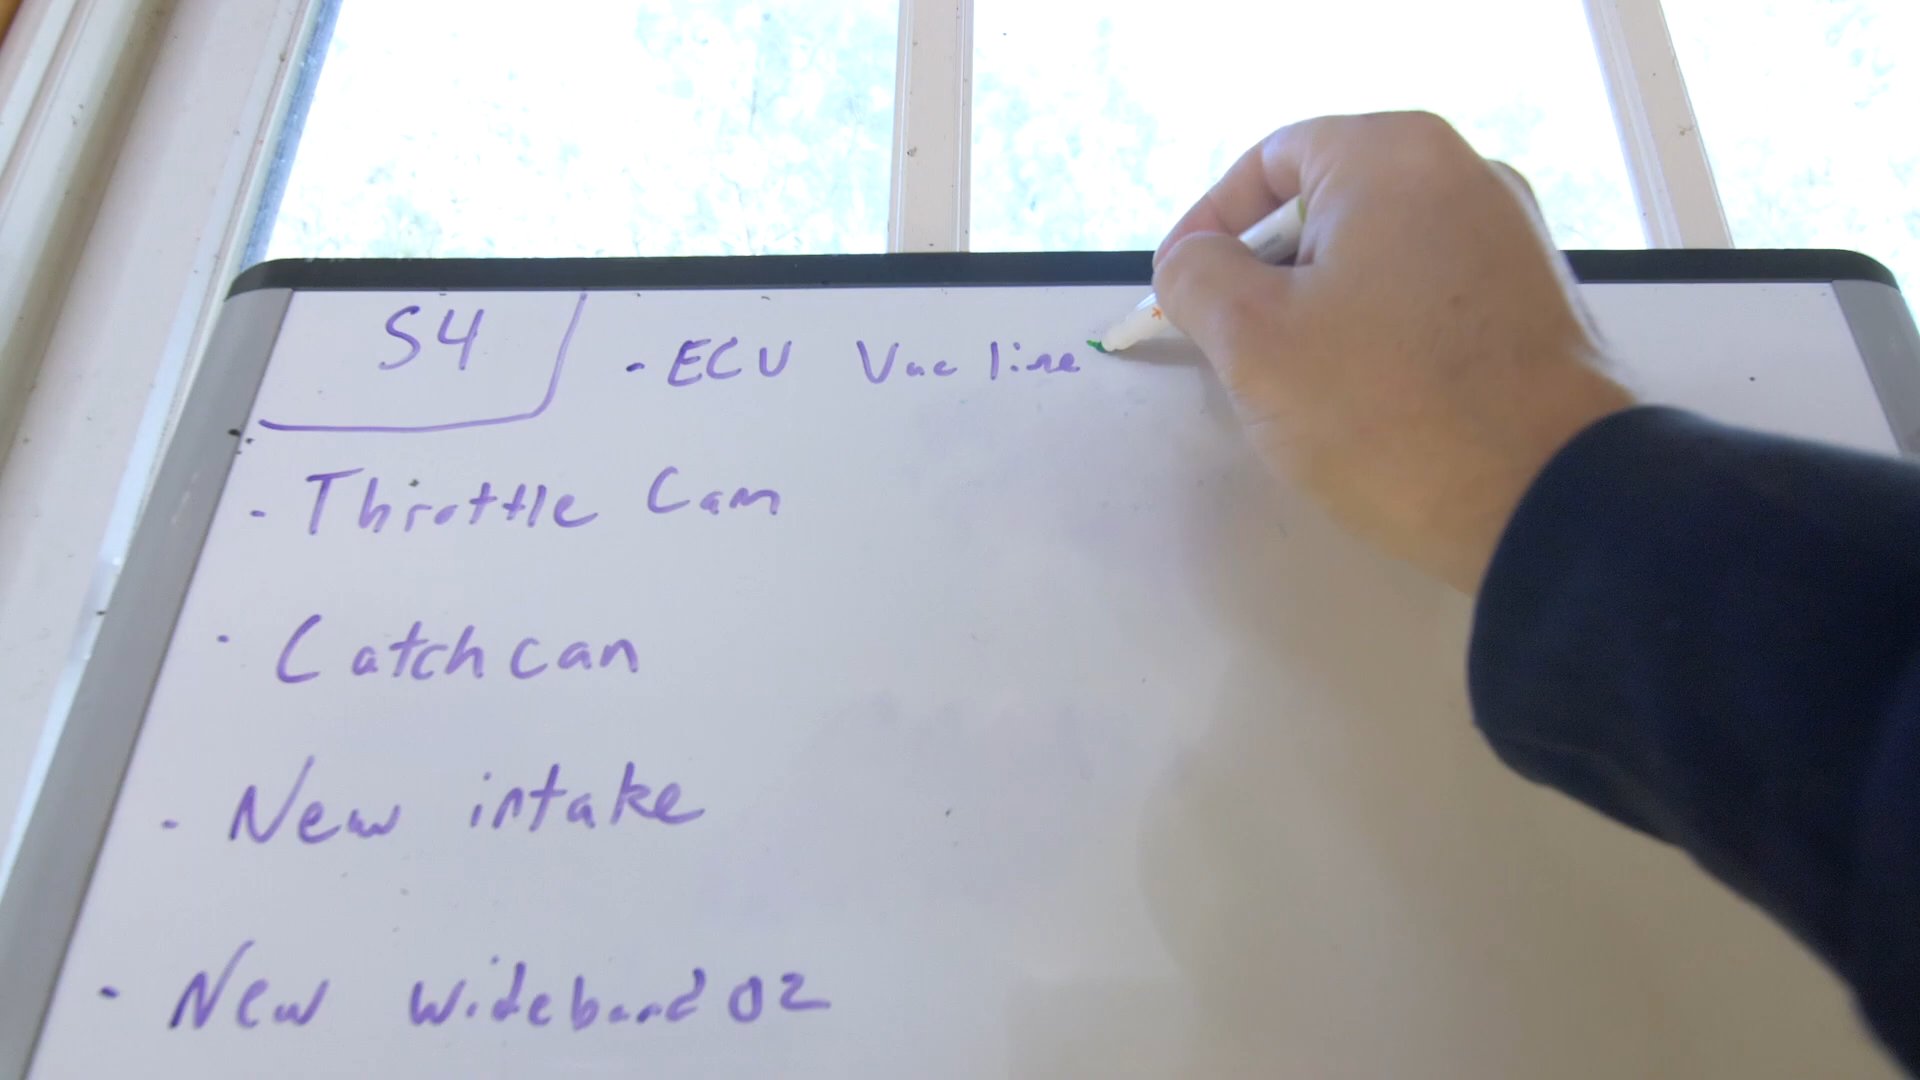 S4
- ECU Vac line
- Throttle Cam
- Catch can
- New intake
- New wideband O2